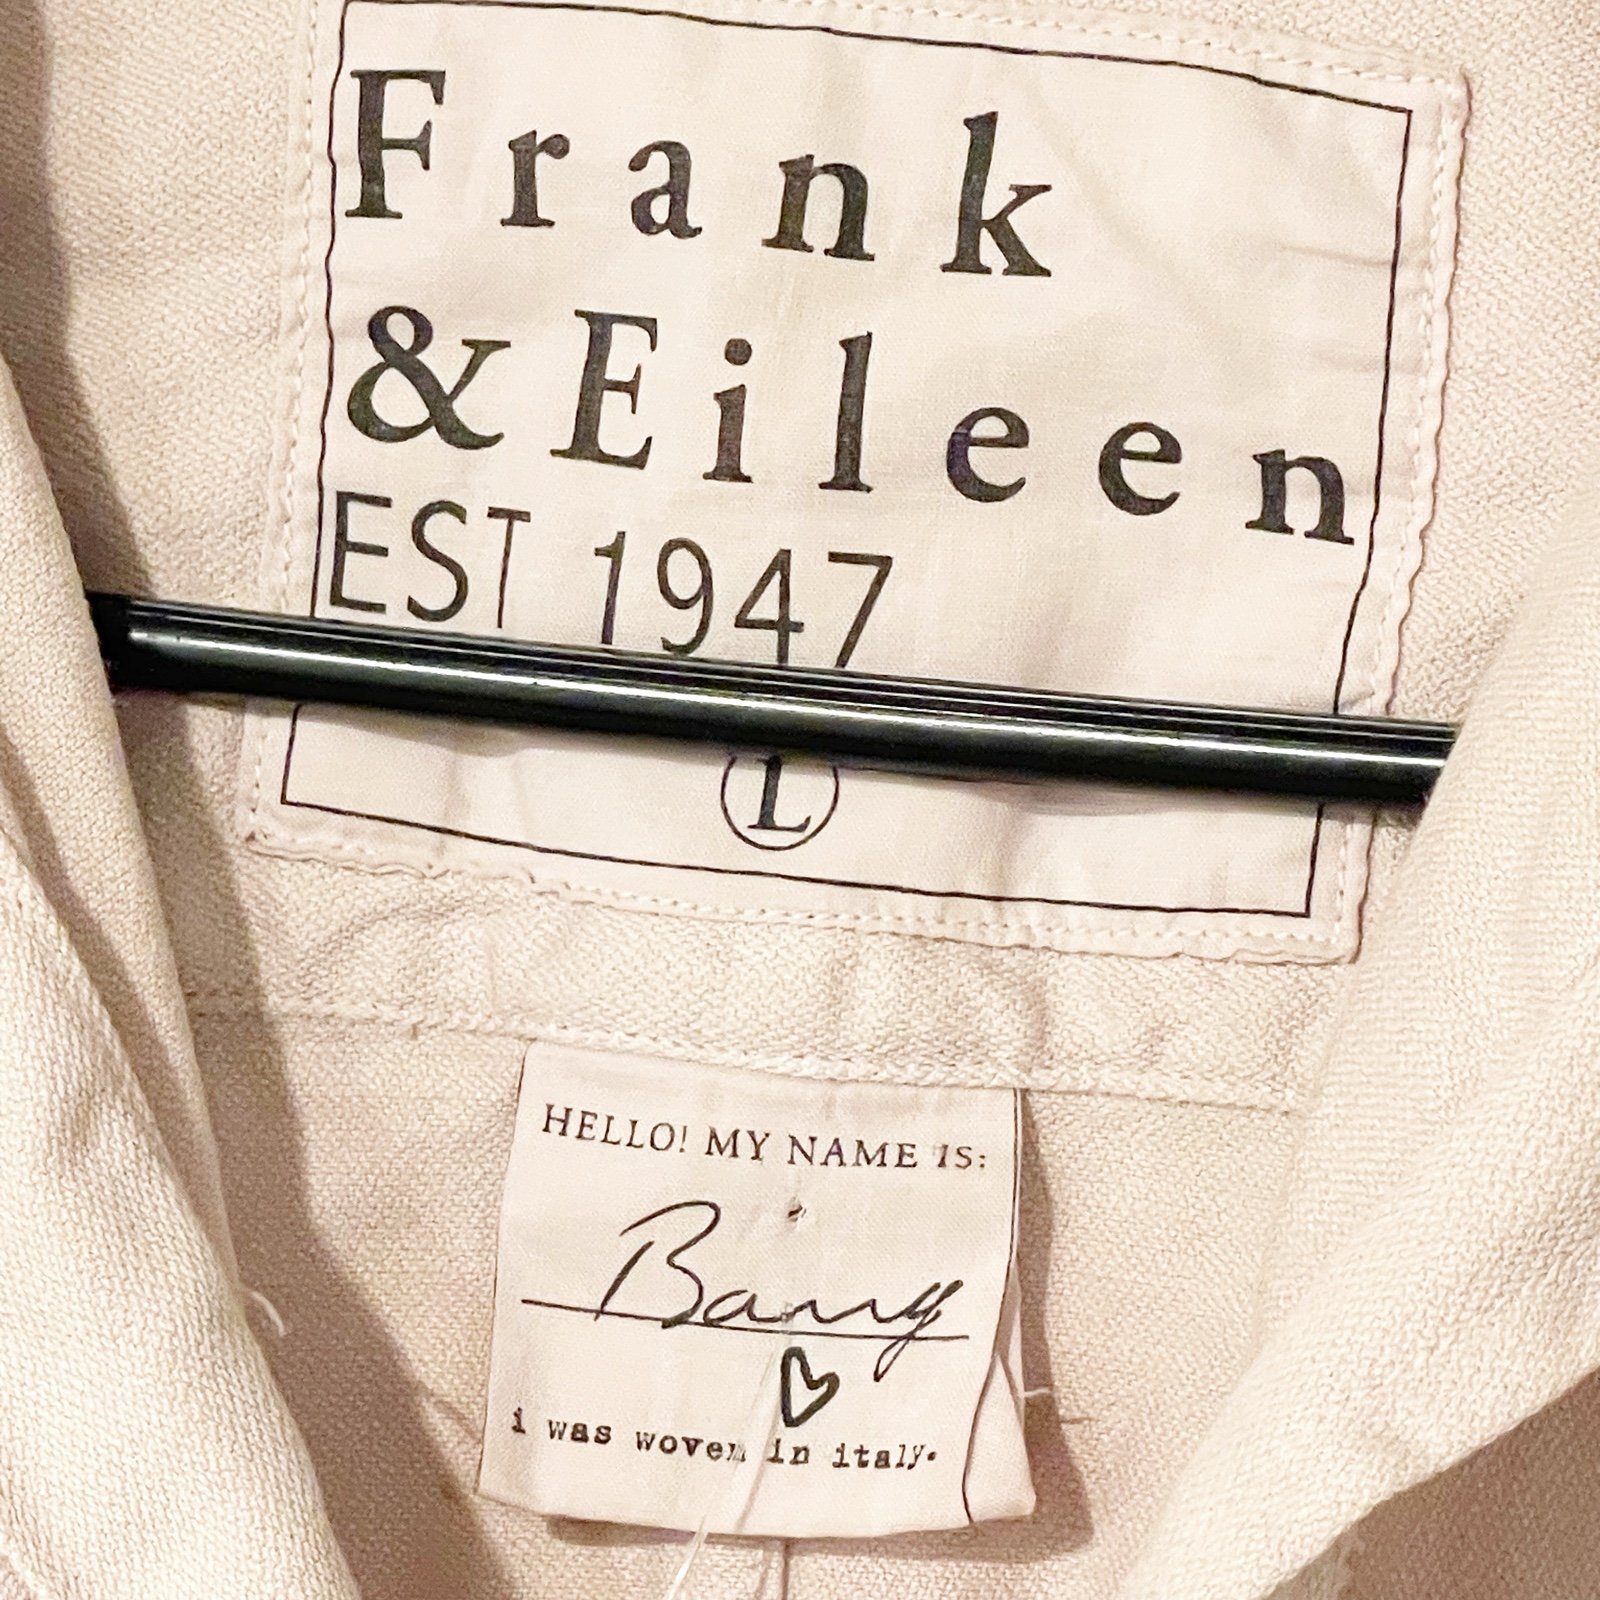 Frank
& Eileen
EST 1947
L
HELLO! MY NAME IS:
Barry
i was woven in italy.